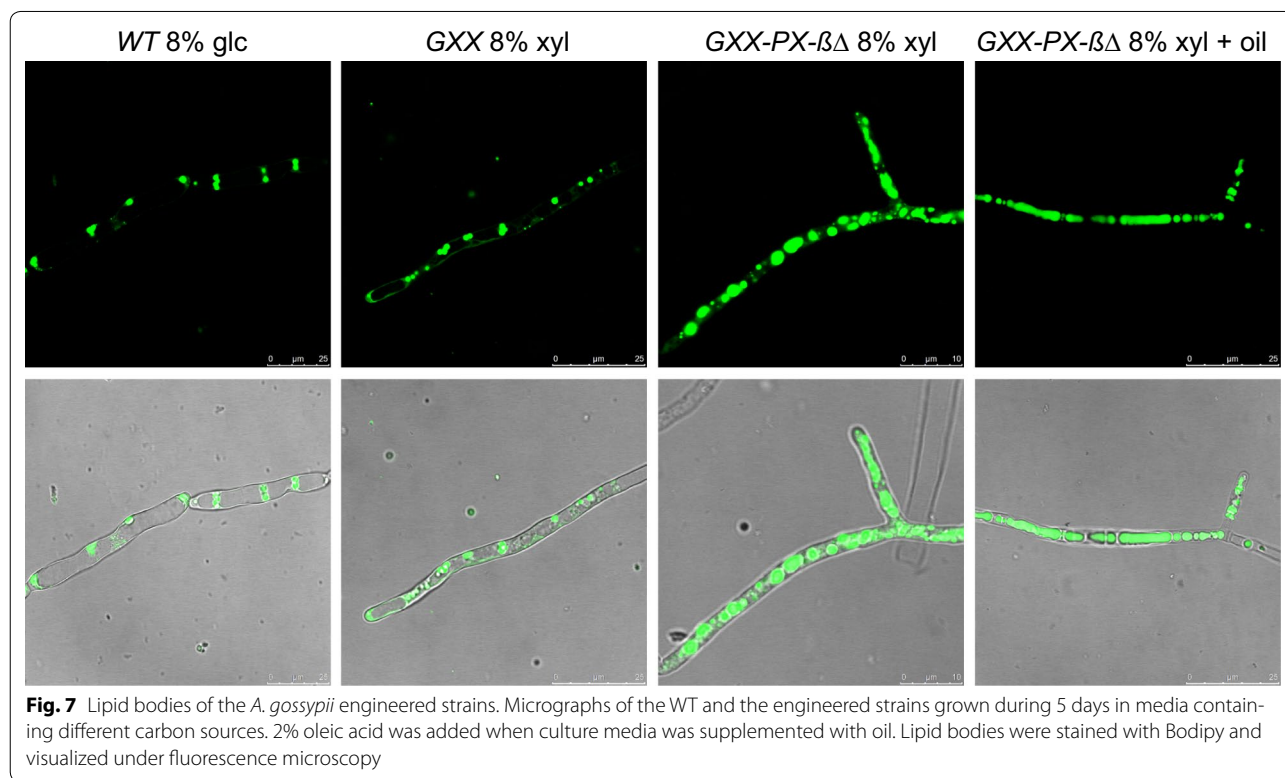 WT 8% glc
GXX 8% xyl
GXX-PX-ßΔ 8% xyl
GXX-PX-ßΔ 8% xyl + oil
0 µm 25
0 µm 25
0 µm 10
0 µm 25
0 µm 25
0 µm 25
0 µm 10
0 µm 25
Fig. 7 Lipid bodies of the A. gossypii engineered strains. Micrographs of the WT and the engineered strains grown during 5 days in media contain-
ing different carbon sources. 2% oleic acid was added when culture media was supplemented with oil. Lipid bodies were stained with Bodipy and
visualized under fluorescence microscopy